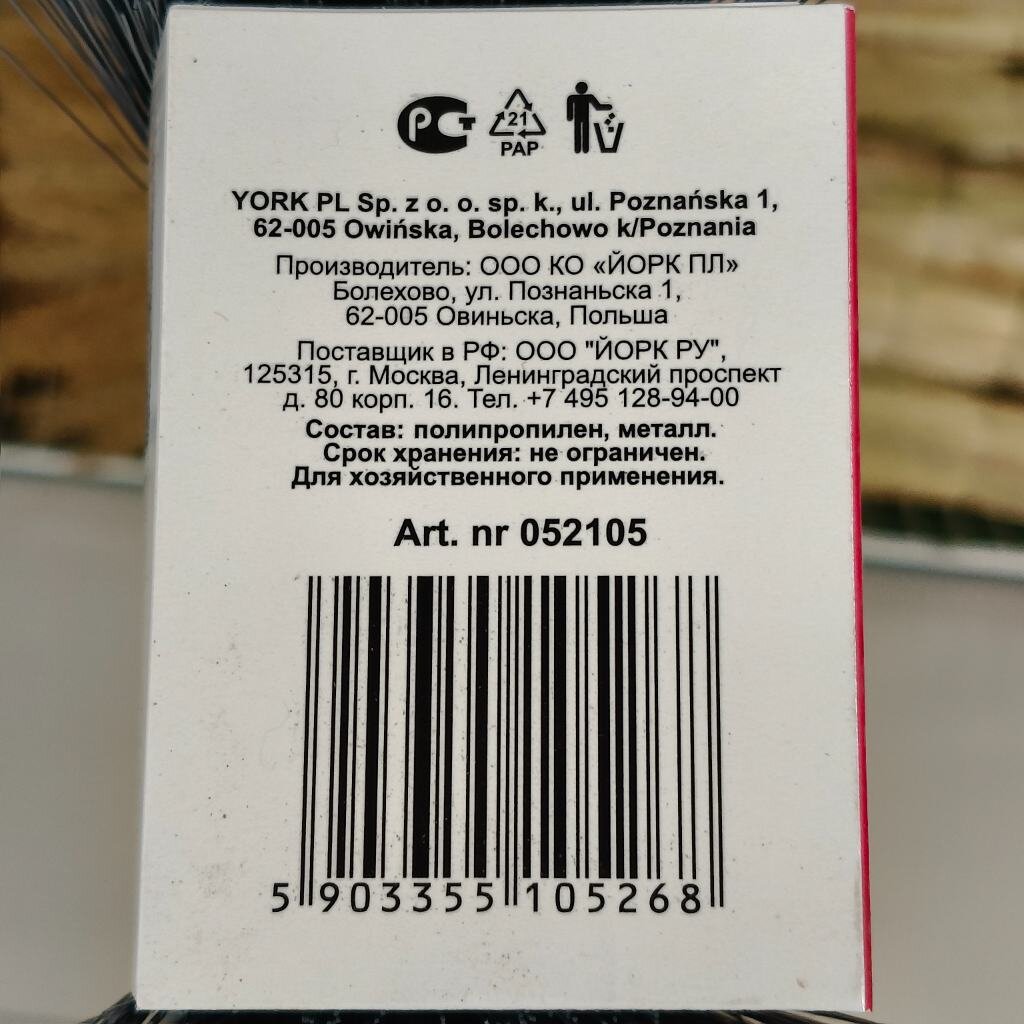 РСТ
21
PAP
YORK PL Sp. z o. o. sp. k., ul. Poznańska 1,
62-005 Owińska, Bolechowo k/Poznania
Производитель: ООО КО «ЙОРК ПЛ»
Болехово, ул. Познаньска 1,
62-005 Овиньска, Польша
Поставщик в РФ: ООО "ЙОРК РУ",
125315, г. Москва, Ленинградский проспект
д. 80 корп. 16. Тел. +7 495 128-94-00
Состав: полипропилен, металл.
Срок хранения: не ограничен.
Для хозяйственного применения.
Art. nr 052105
5 903355 105268